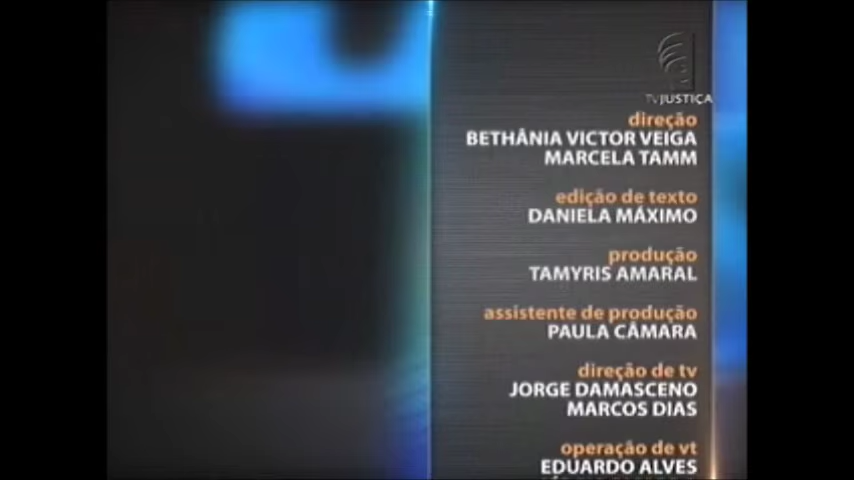 TV JUSTIÇA
direção
BETHÂNIA VICTOR VEIGA
MARCELA TAMM
edição de texto
DANIELA MÁXIMO
produção
TAMYRIS AMARAL
assistente de produção
PAULA CÂMARA
direção de tv
JORGE DAMASCENO
MARCOS DIAS
operação de vt
EDUARDO ALVES